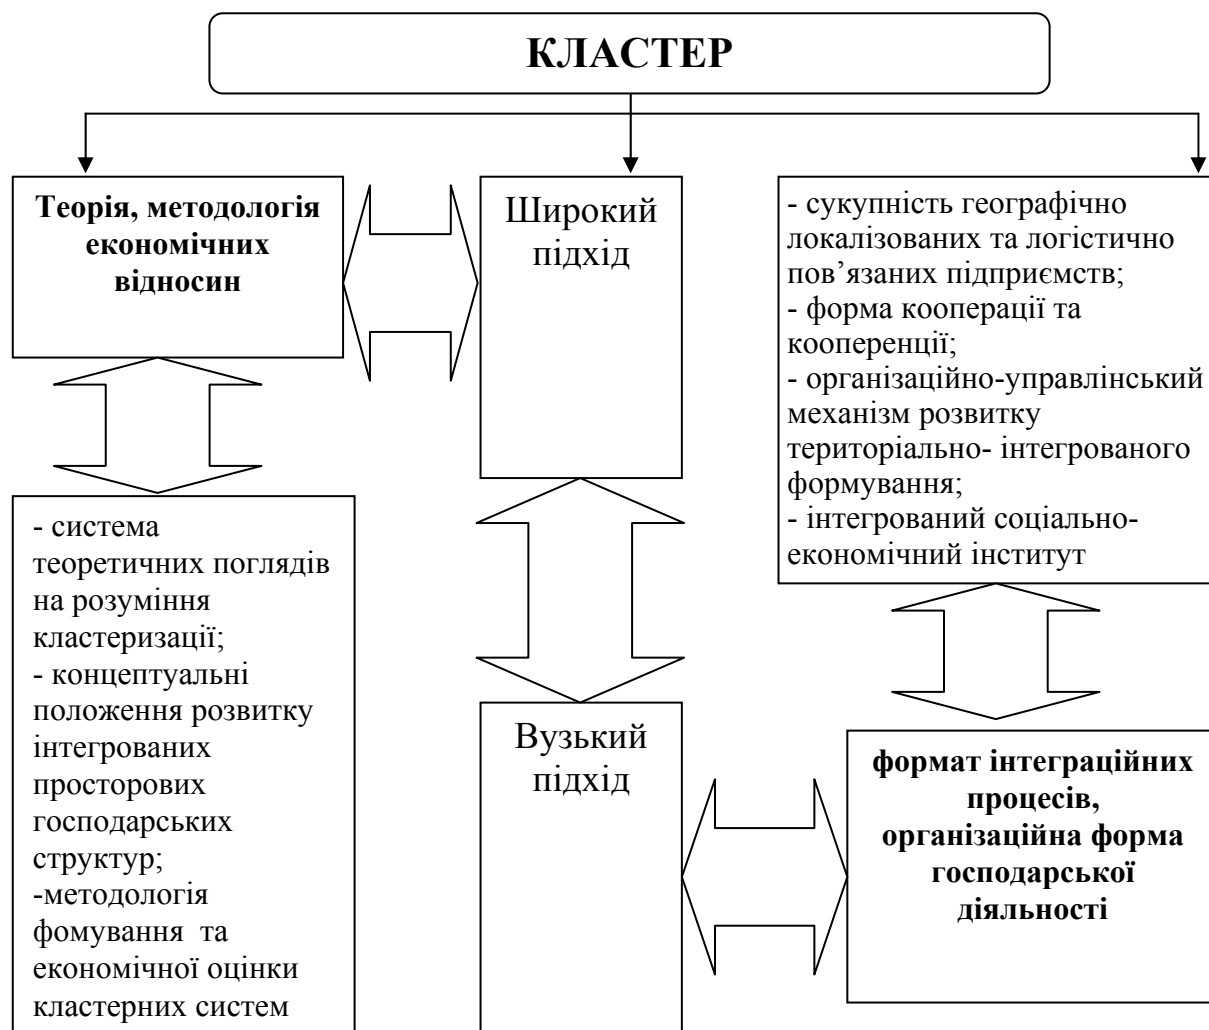 КЛАСТЕР
Теорія, методологія
економічних
відносин
Широкий
підхід
- сукупність географічно
локалізованих та логістично
пов’язаних підприємств;
- форма кооперації та
кооперенції;
- організаційно-управлінський
механізм розвитку
територіально- інтегрованого
формування;
- інтегрований соціально-
економічний інститут
- система
теоретичних поглядів
на розуміння
кластеризації;
- концептуальні
положення розвитку
інтегрованих
просторових
господарських
структур;
-методологія
фомування та
економічної оцінки
кластерних систем
Вузький
підхід
формат інтеграційних
процесів,
організаційна форма
господарської
діяльності